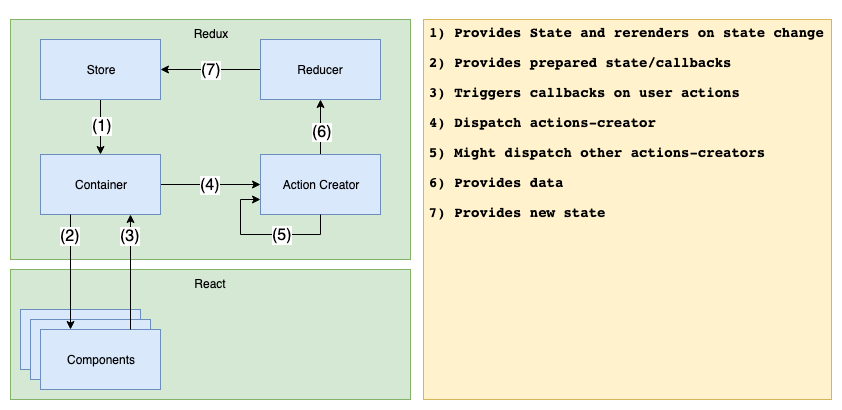 Redux
Store
(7)
Reducer
(1)
(6)
Container
(4)
Action Creator
(2)
(3)
(5)
React
Components
1) Provides State and rerenders on state change
2) Provides prepared state/callbacks
3) Triggers callbacks on user actions
4) Dispatch actions-creator
5) Might dispatch other actions-creators
6) Provides data
7) Provides new state